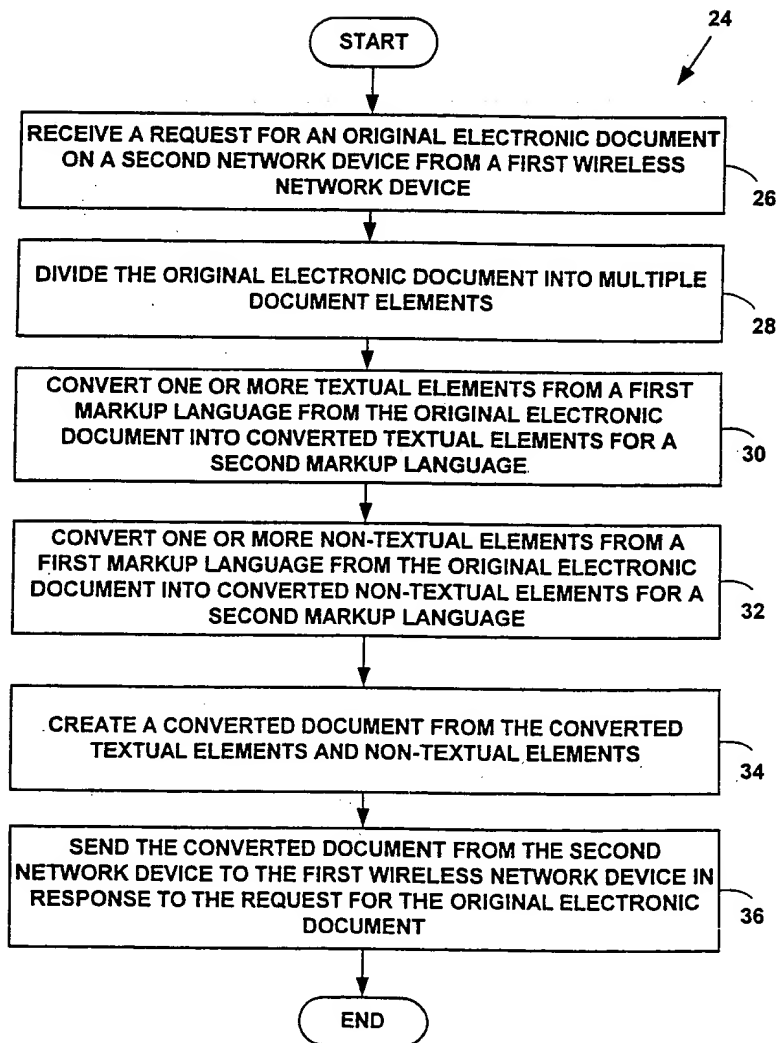 24
START
RECEIVE A REQUEST FOR AN ORIGINAL ELECTRONIC DOCUMENT
ON A SECOND NETWORK DEVICE FROM A FIRST WIRELESS
NETWORK DEVICE
26
DIVIDE THE ORIGINAL ELECTRONIC DOCUMENT INTO MULTIPLE
DOCUMENT ELEMENTS
28
CONVERT ONE OR MORE TEXTUAL ELEMENTS FROM A FIRST
MARKUP LANGUAGE FROM THE ORIGINAL ELECTRONIC
DOCUMENT INTO CONVERTED TEXTUAL ELEMENTS FOR A
SECOND MARKUP LANGUAGE.
30
CONVERT ONE OR MORE NON-TEXTUAL ELEMENTS FROM A
FIRST MARKUP LANGUAGE FROM THE ORIGINAL ELECTRONIC
DOCUMENT INTO CONVERTED NON-TEXTUAL ELEMENTS FOR A
SECOND MARKUP LANGUAGE
32
CREATE A CONVERTED DOCUMENT FROM THE CONVERTED
TEXTUAL ELEMENTS AND NON-TEXTUAL ELEMENTS
34
SEND THE CONVERTED DOCUMENT FROM THE SECOND
NETWORK DEVICE TO THE FIRST WIRELESS NETWORK DEVICE IN
RESPONSE TO THE REQUEST FOR THE ORIGINAL ELECTRONIC
DOCUMENT
36
END